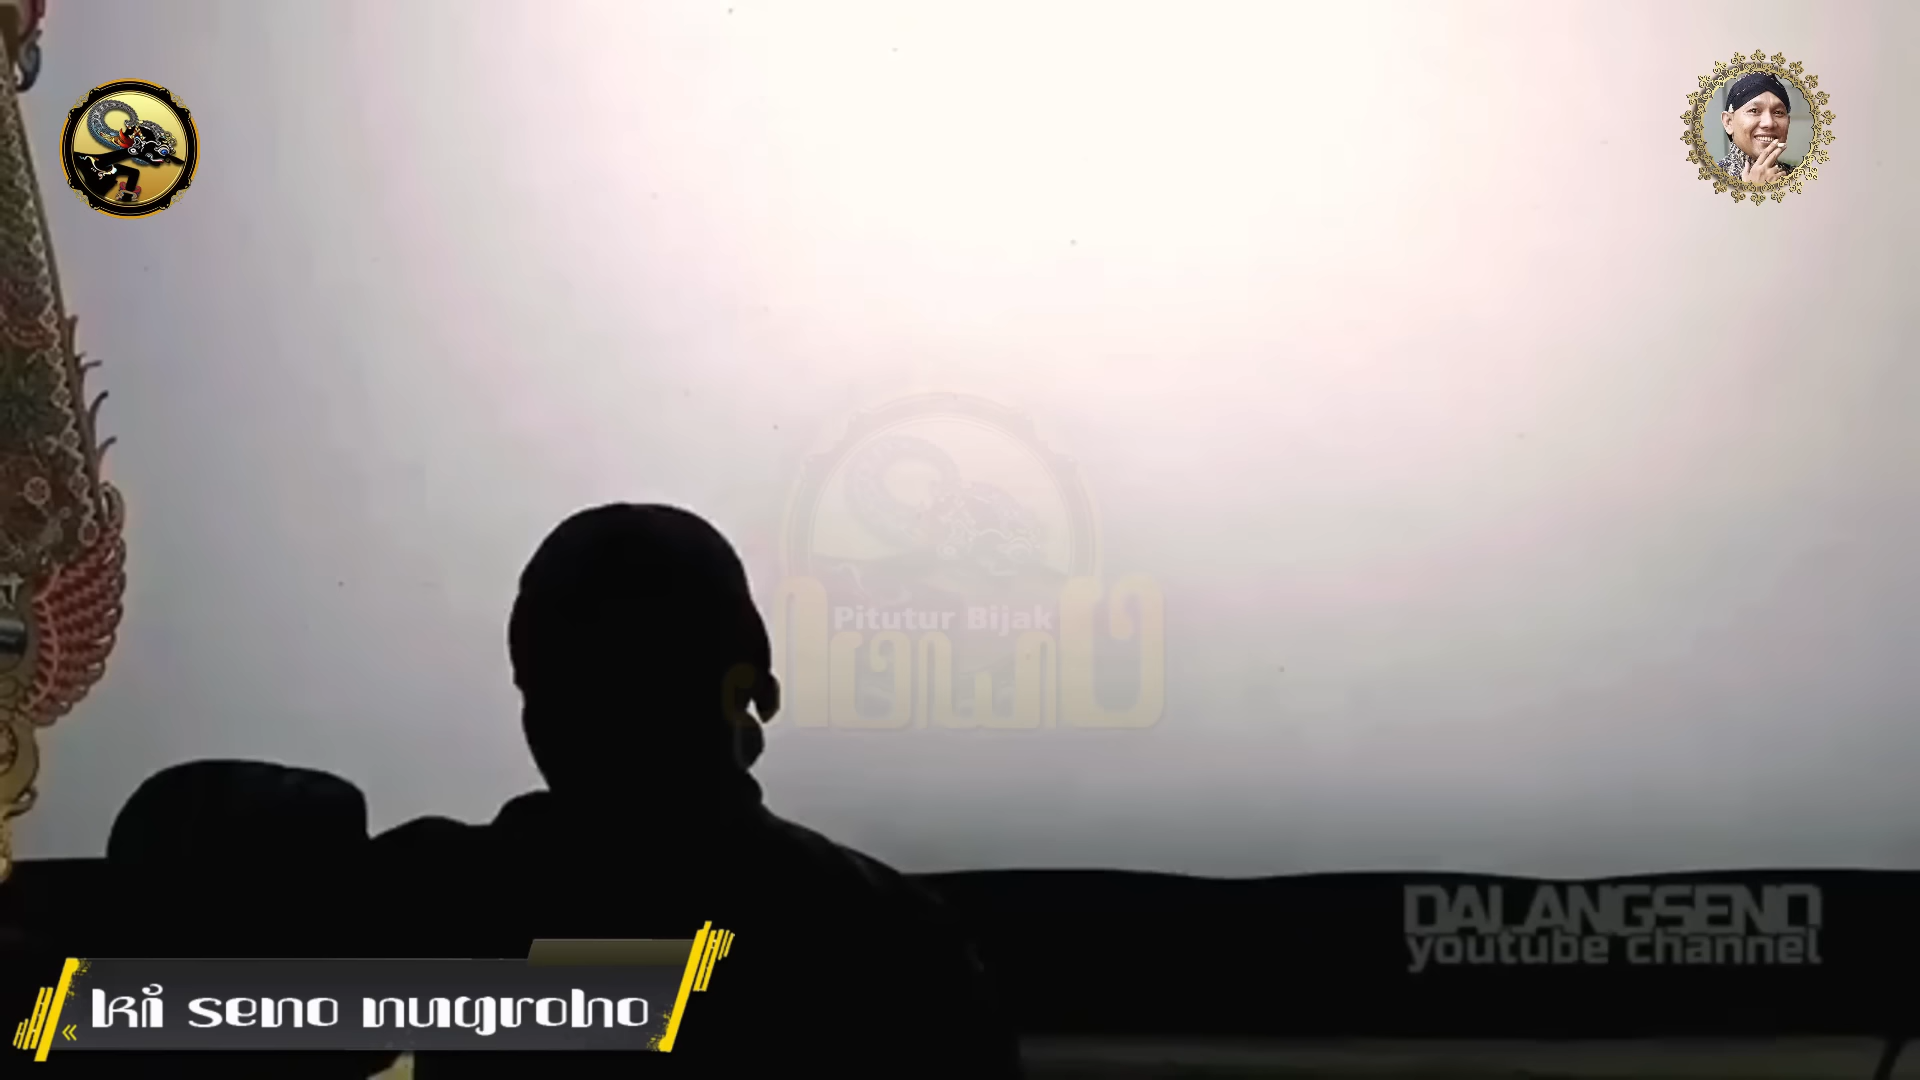 Pitutur Bijak
DALANGSENO
youtube channel
« ki seno nugroho